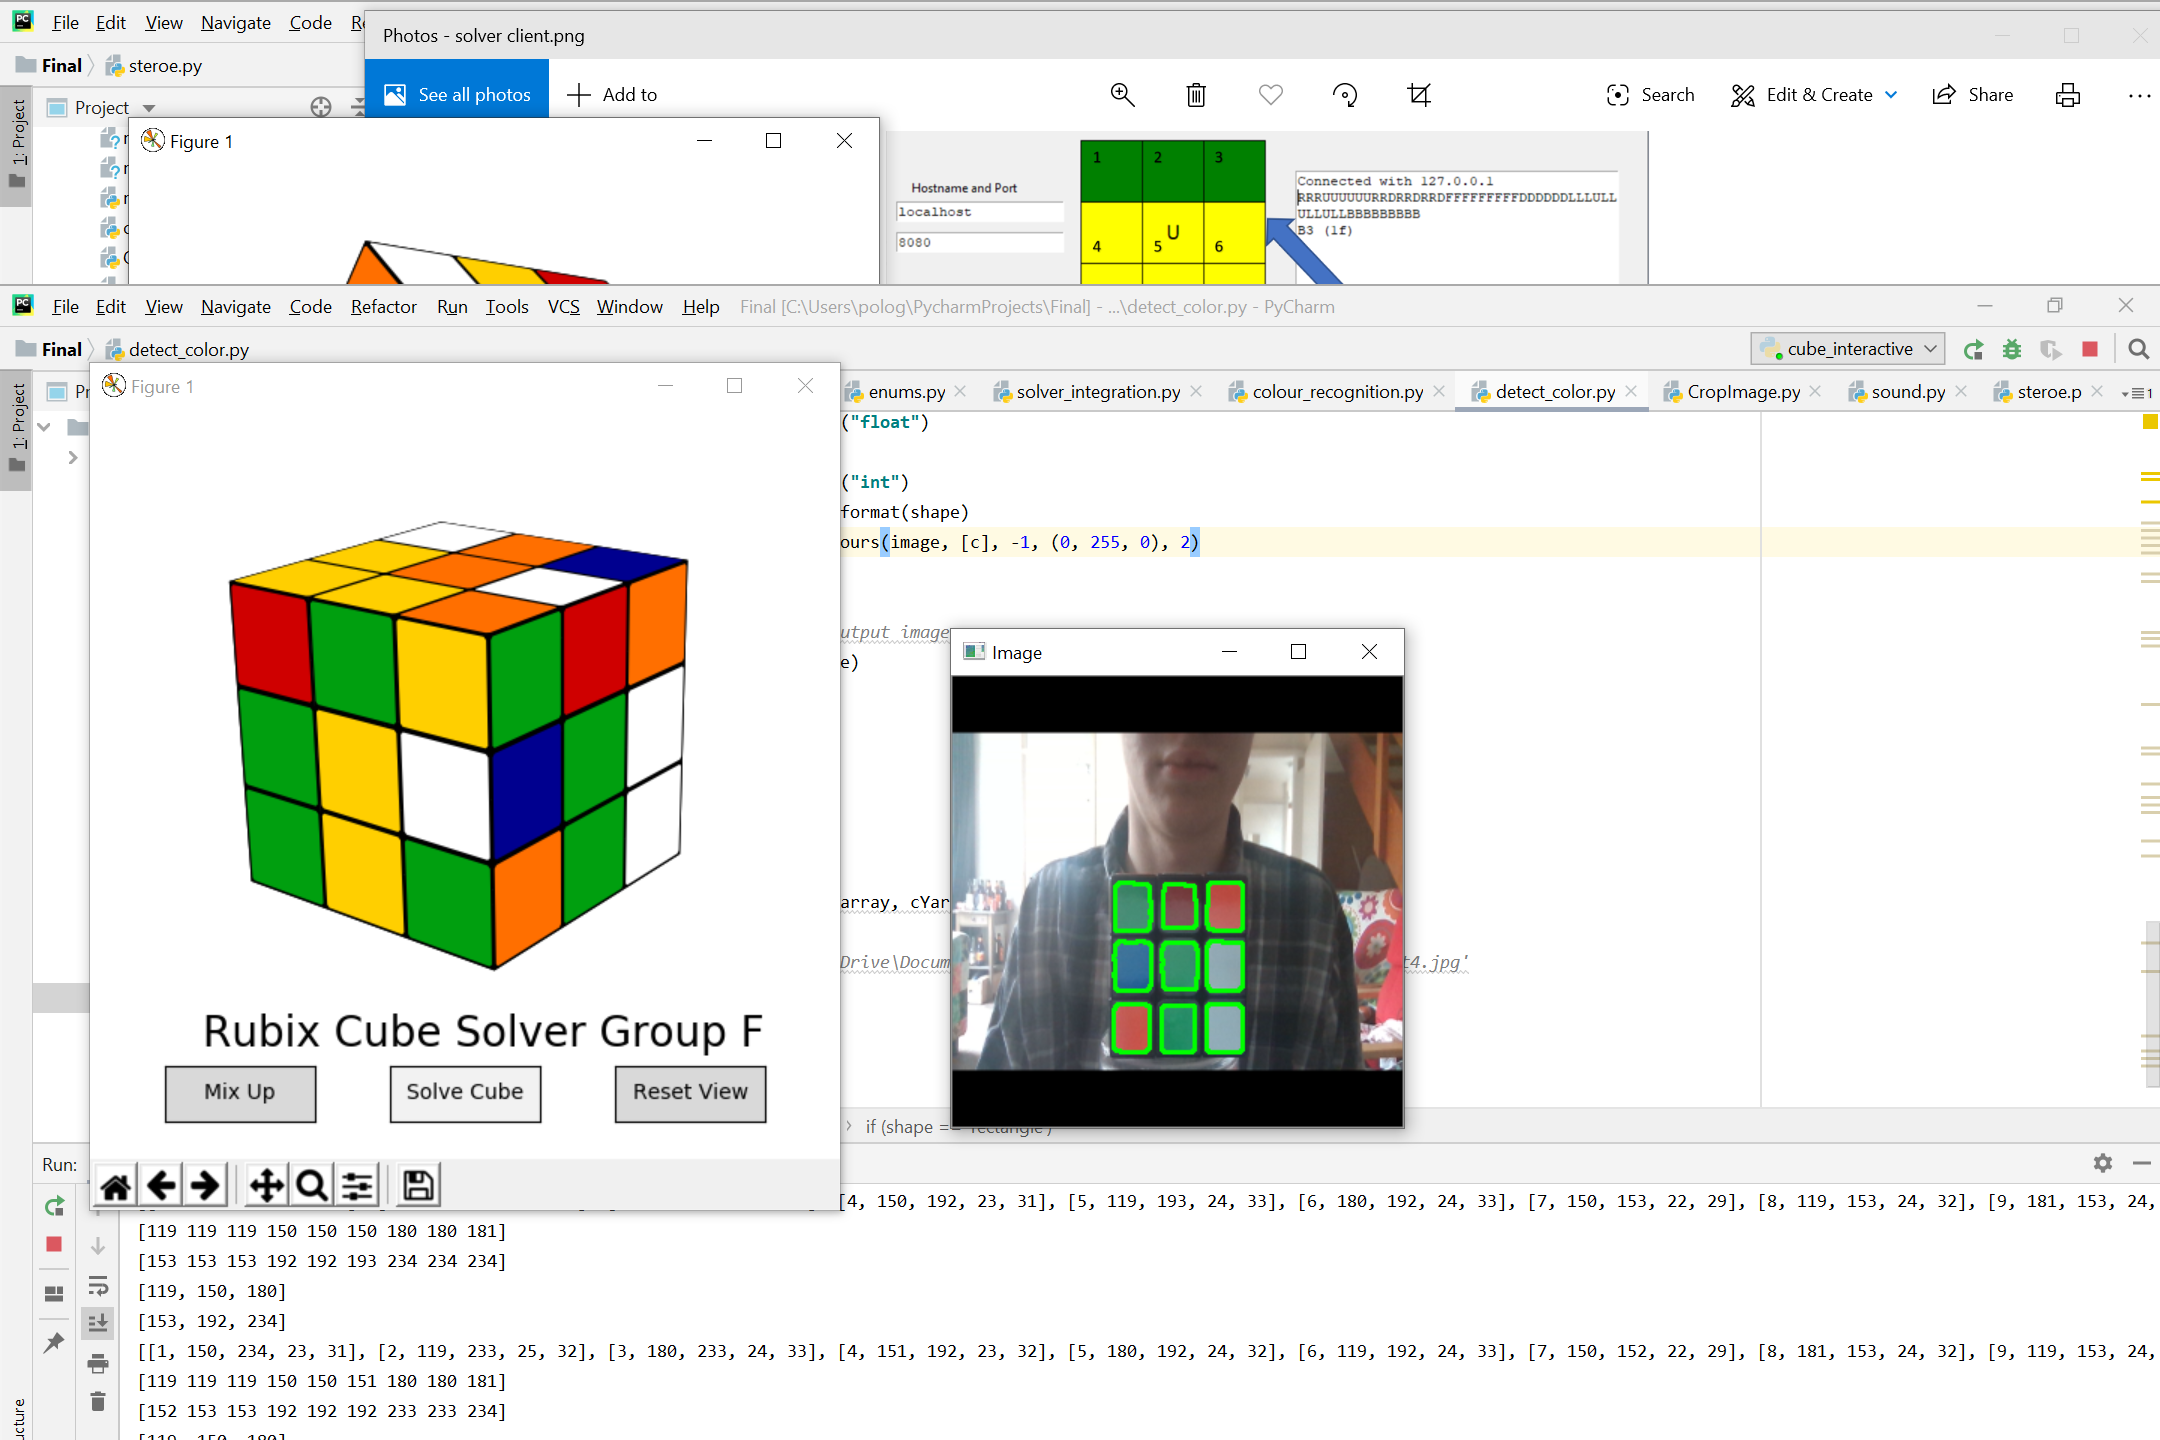 File Edit View Navigate Code
Photos - solver client.png
Final steroe.py
See all photos Add to Search Edit & Create Share
1: Project
Project
Figure 1
Hostname and Port
localhost
8080
1 2 3
U
4 5 6
Connected with 127.0.0.1
RRRUUUUUURRDRRDRRDFFFFFFFFFDDDDDDLLLULL
ULLULLBBBBBBBBB
B3 (1f)
File Edit View Navigate Code Refactor Run Tools VCS Window Help Final [C:\Users\polog\PycharmProjects\Final] - ...\detect_color.py - PyCharm
Final detect_color.py
cube_interactive
1: Project
Figure 1
enums.py solver_integration.py colour_recognition.py detect_color.py CropImage.py sound.py steroe.p
1
("float")
("int")
format(shape)
ours(image, [c], -1, (0, 255, 0), 2)
utput image
e)
Image
array, cYar
Drive\Docum
t4.jpg'
Rubix Cube Solver Group F
Mix Up Solve Cube Reset View
if (shape ==
Run:
[4, 150, 192, 23, 31], [5, 119, 193, 24, 33], [6, 180, 192, 24, 33], [7, 150, 153, 22, 29], [8, 119, 153, 24, 32], [9, 181, 153, 24,
[119 119 119 150 150 150 180 180 181]
[153 153 153 192 192 193 234 234 234]
[119, 150, 180]
[153, 192, 234]
[[1, 150, 234, 23, 31], [2, 119, 233, 25, 32], [3, 180, 233, 24, 33], [4, 151, 192, 23, 32], [5, 180, 192, 24, 32], [6, 119, 192, 24, 33], [7, 150, 152, 22, 29], [8, 181, 153, 24, 32], [9, 119, 153, 24,
[119 119 119 150 150 151 180 180 181]
[152 153 153 192 192 192 233 233 234]